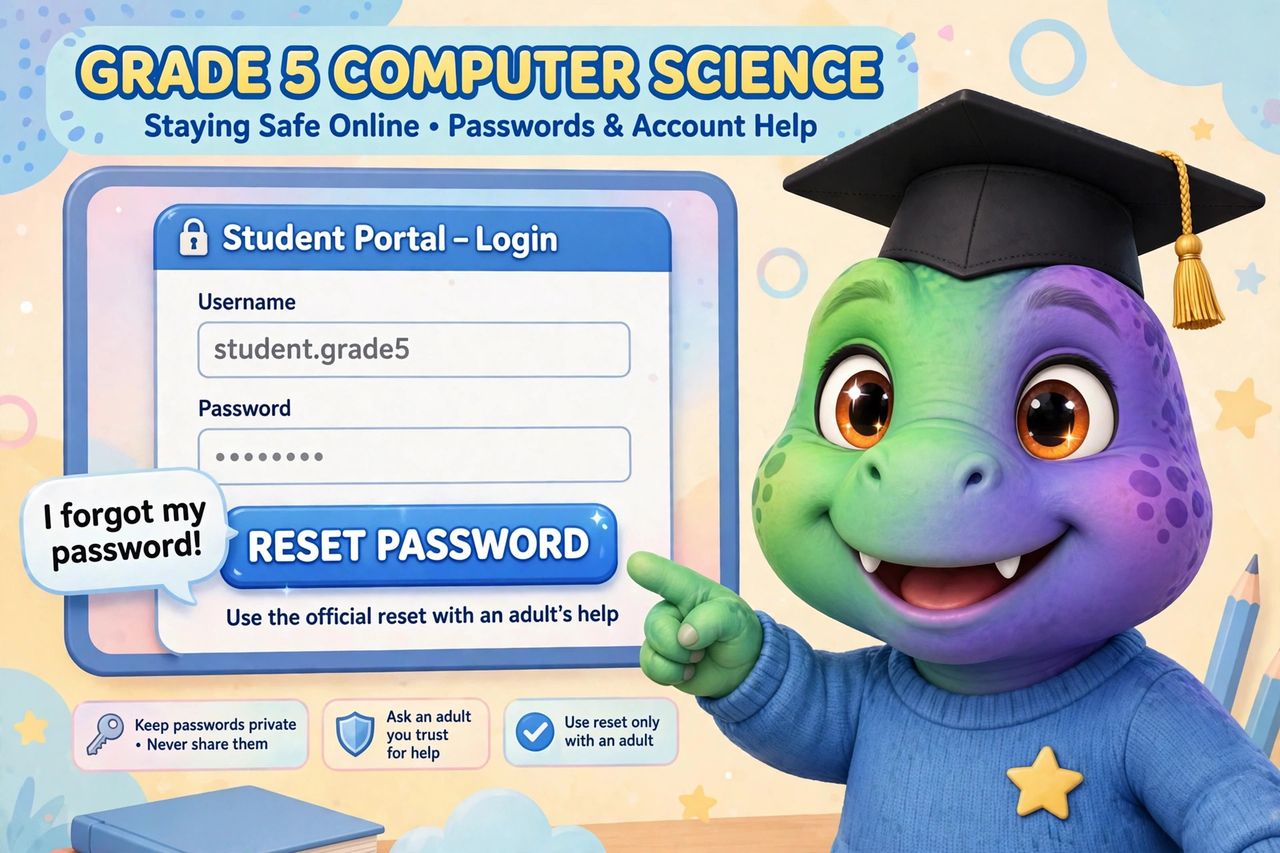 GRADE 5 COMPUTER SCIENCE
Staying Safe Online • Passwords & Account Help
Student Portal – Login
Username
student.grade5
Password
••••••••
I forgot my
password!
RESET PASSWORD
Use the official reset with an adult's help
Keep passwords private
• Never share them
Ask an adult
you trust
for help
Use reset only
with an adult